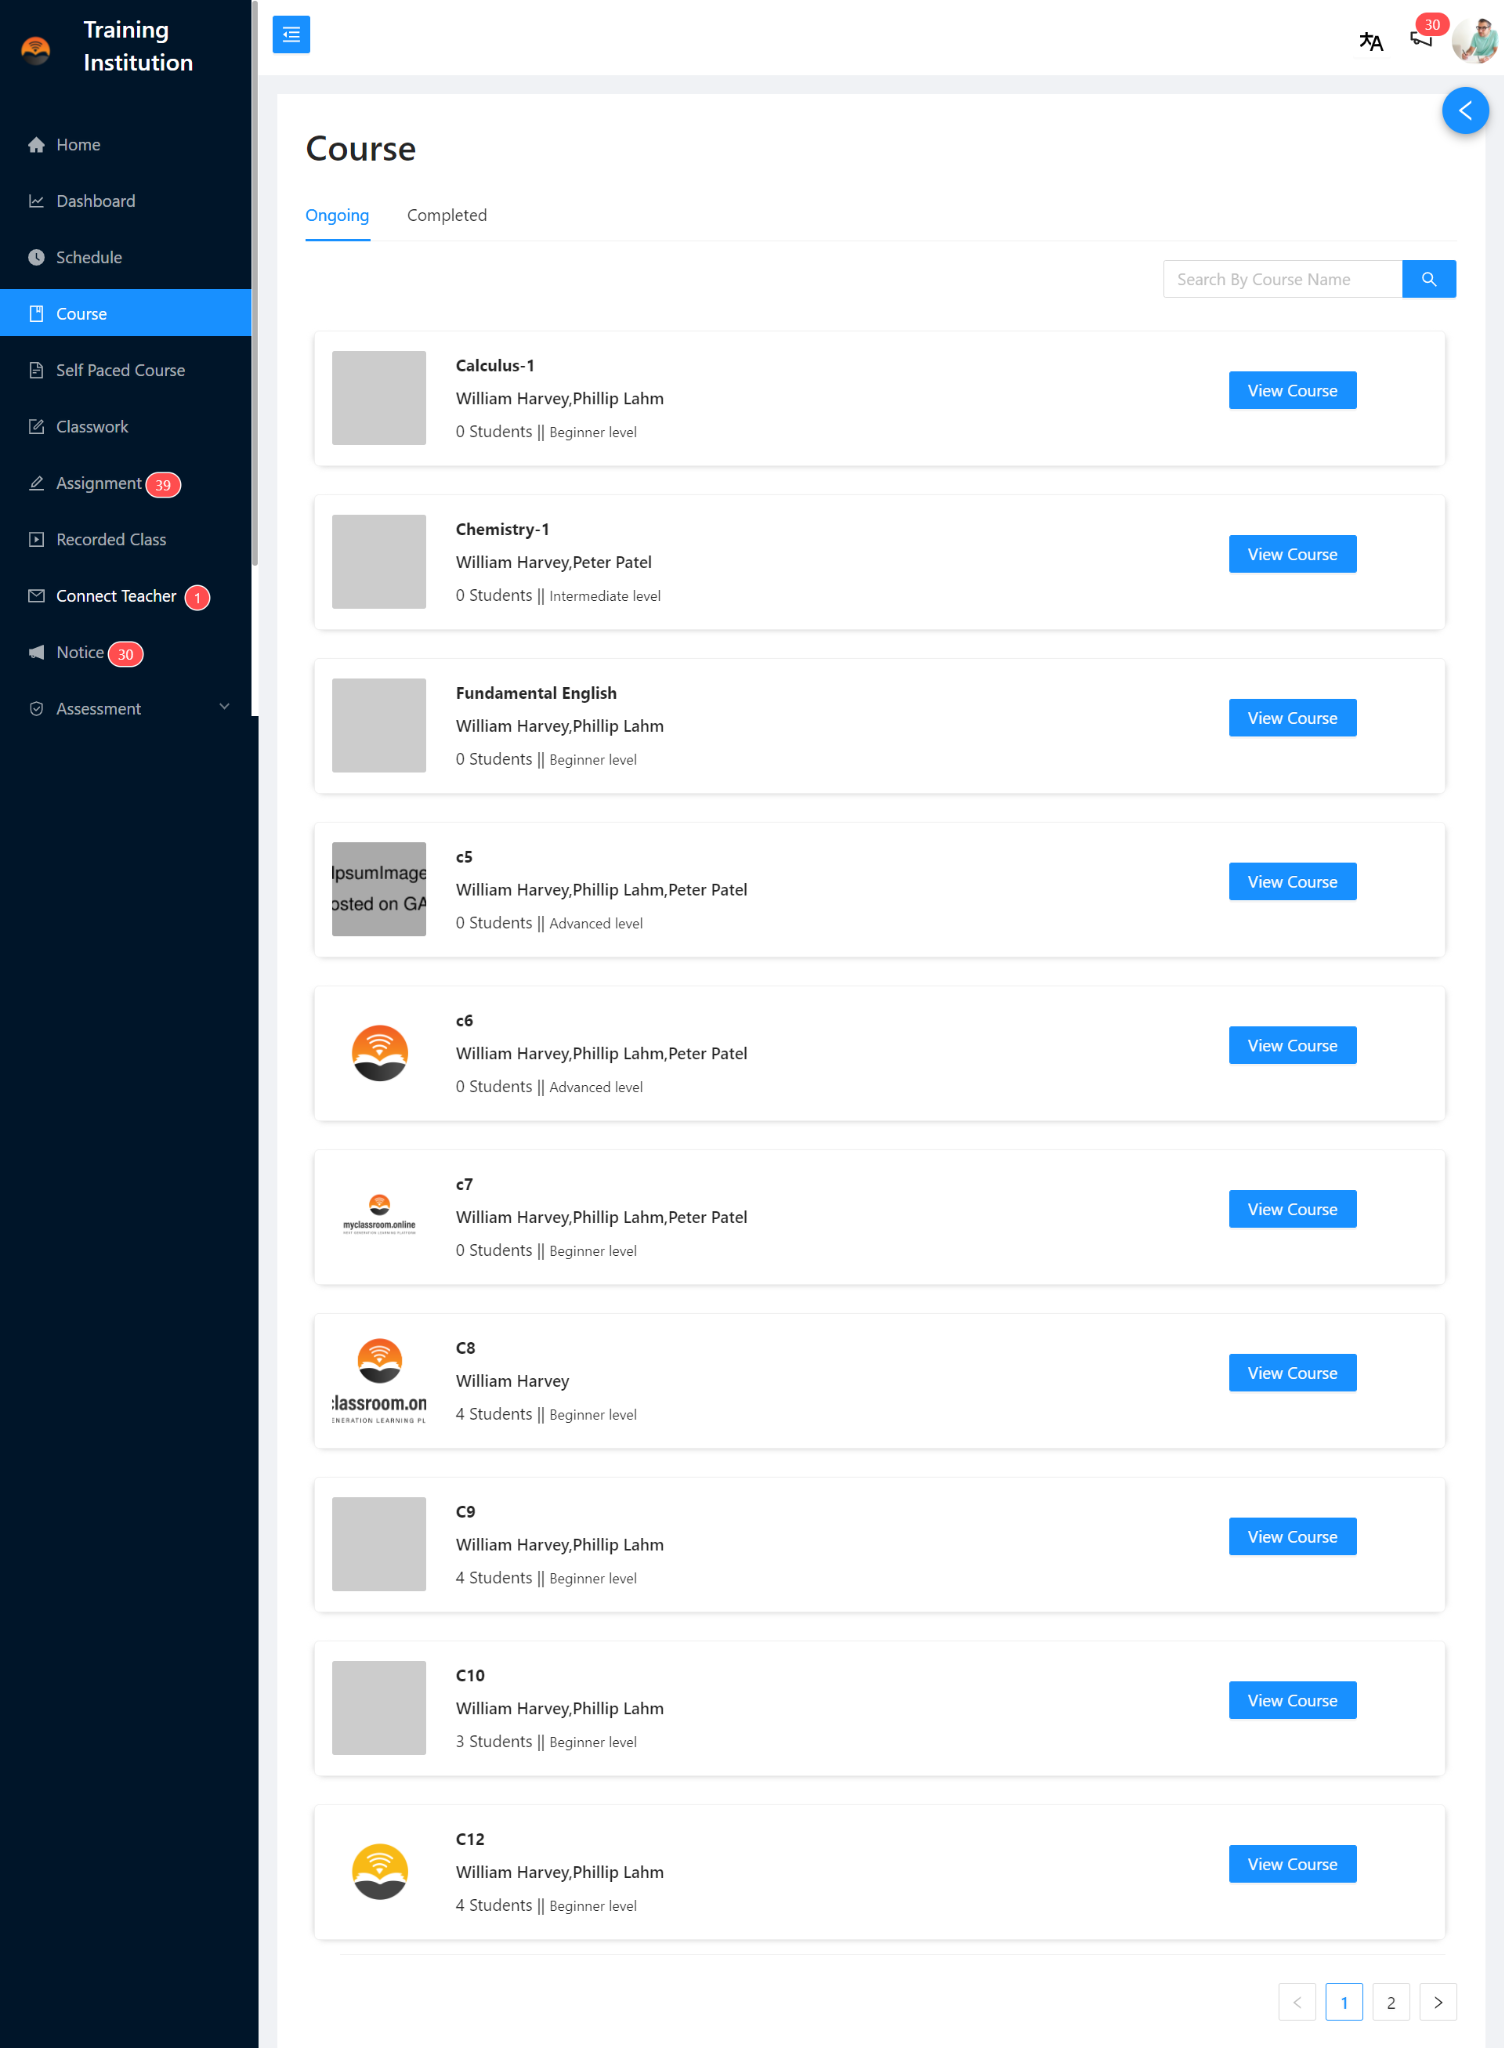 Training
Institution
30
Home
Dashboard
Schedule
Course
Self Paced Course
Classwork
Assignment 39
Recorded Class
Connect Teacher 1
Notice 30
Assessment
Course
Ongoing Completed
Search By Course Name
Calculus-1
William Harvey,Phillip Lahm
0 Students || Beginner level
View Course
Chemistry-1
William Harvey,Peter Patel
0 Students || Intermediate level
View Course
Fundamental English
William Harvey,Phillip Lahm
0 Students || Beginner level
View Course
IpsumImage
osted on GA
c5
William Harvey,Phillip Lahm,Peter Patel
0 Students || Advanced level
View Course
c6
William Harvey,Phillip Lahm,Peter Patel
0 Students || Advanced level
View Course
myclassroom.online
NEXT GENERATION LEARNING PLATFORM
c7
William Harvey,Phillip Lahm,Peter Patel
0 Students || Beginner level
View Course
classroom.on
ENERATION LEARNING PL
C8
William Harvey
4 Students || Beginner level
View Course
C9
William Harvey,Phillip Lahm
4 Students || Beginner level
View Course
C10
William Harvey,Phillip Lahm
3 Students || Beginner level
View Course
C12
William Harvey,Phillip Lahm
4 Students || Beginner level
View Course
< 1 2 >